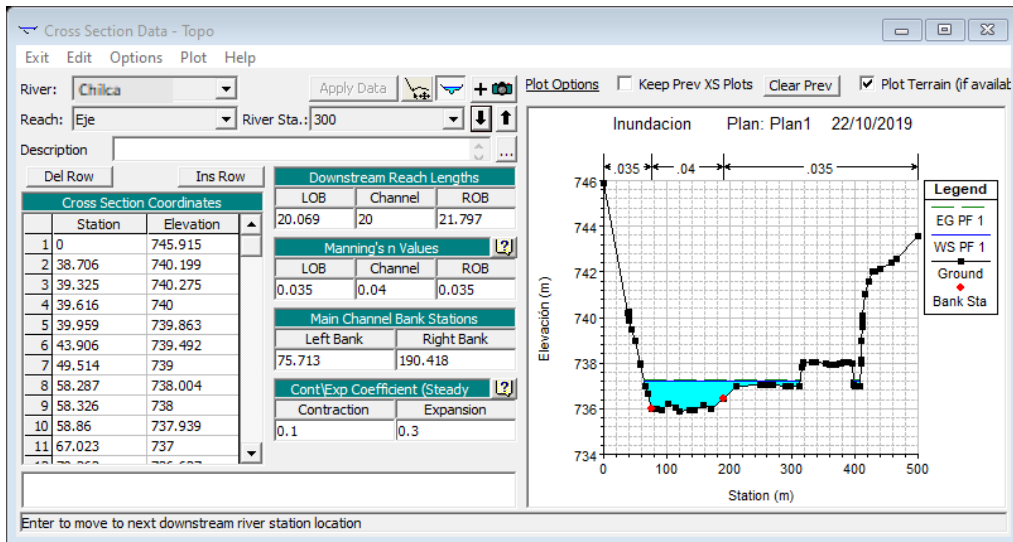 Cross Section Data - Topo
Exit Edit Options Plot Help
River: Chilca Apply Data
Plot Options Keep Prev XS Plots Clear Prev Plot Terrain (if availab
Reach: Eje River Sta.: 300
Description ...
Del Row Ins Row
Cross Section Coordinates
Station Elevation
1 0 745.915
2 38.706 740.199
3 39.325 740.275
4 39.616 740
5 39.959 739.863
6 43.906 739.492
7 49.514 739
8 58.287 738.004
9 58.326 738
10 58.86 737.939
11 67.023 737
Downstream Reach Lengths
LOB Channel ROB
20.069 20 21.797
Manning's n Values
LOB Channel ROB
0.035 0.04 0.035
Main Channel Bank Stations
Left Bank Right Bank
75.713 190.418
Cont\Exp Coefficient (Steady
Contraction Expansion
0.1 0.3
Inundacion Plan: Plan1 22/10/2019
.035 .04 .035
746
744
742
740
738
736
734
Elevación (m)
0 100 200 300 400 500
Station (m)
Legend
EG PF 1
WS PF 1
Ground
Bank Sta
Enter to move to next downstream river station location